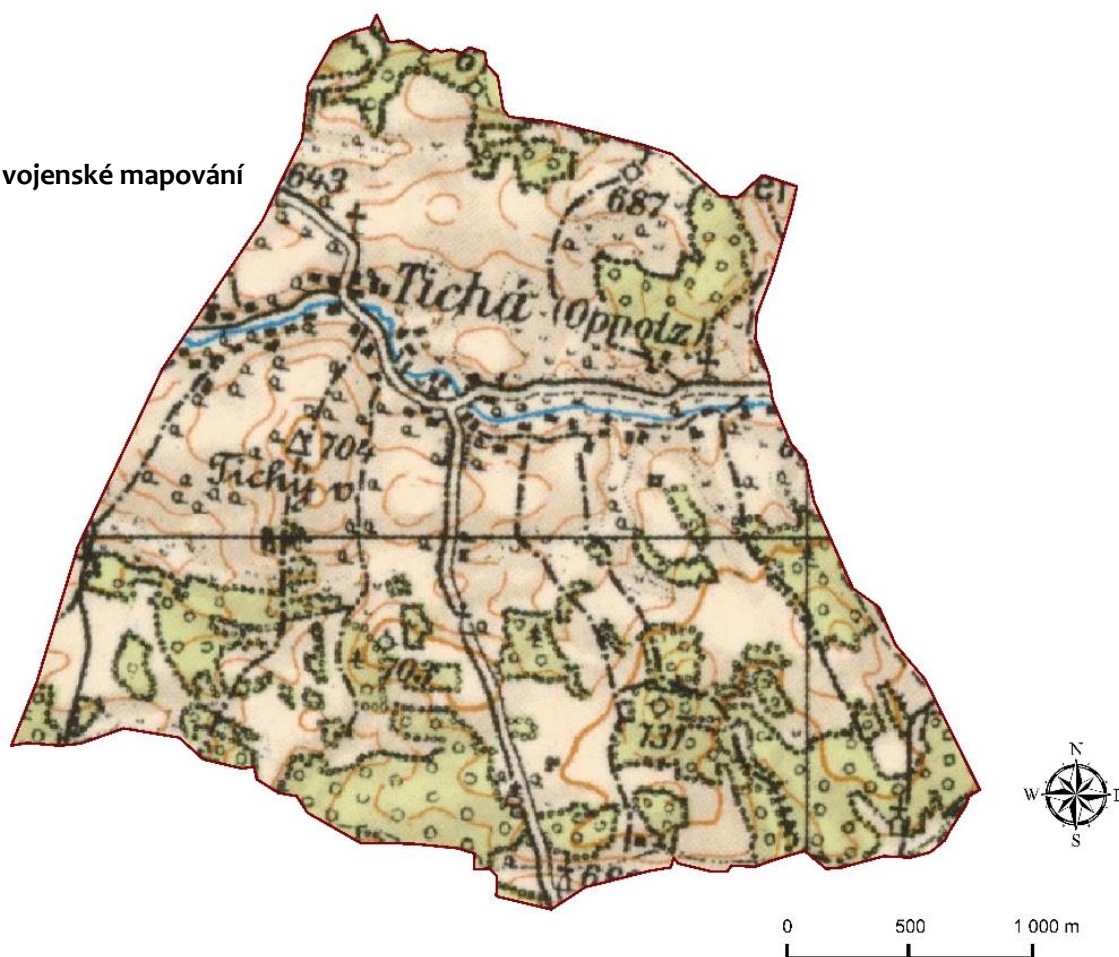 vojenské mapování
643
687
Tichá (Oppolz)
704
Tichý v
703
731
N
W
S
0 500 1 000 m